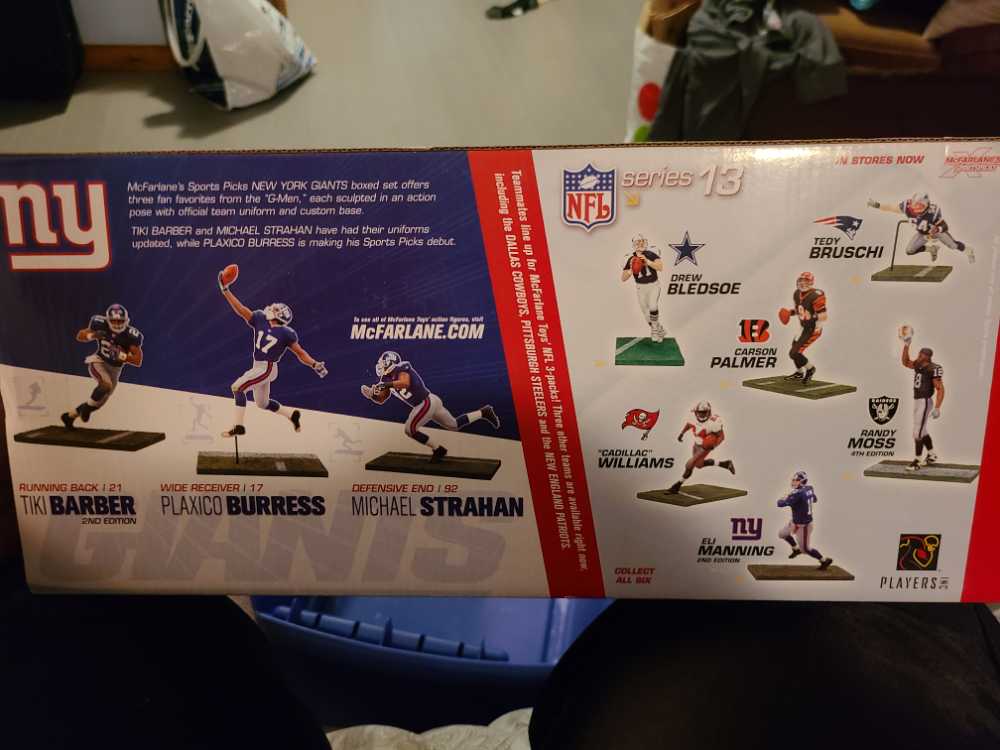 ny
McFarlane's Sports Picks NEW YORK GIANTS boxed set offers
three fan favorites from the "G-Men," each sculpted in an action
pose with official team uniform and custom base.
TIKI BARBER and MICHAEL STRAHAN have had their uniforms
updated, while PLAXICO BURRESS is making his Sports Picks debut.
To see all of McFarlane Toys' action figures, visit
McFARLANE.COM
17
RUNNING BACK | 21
TIKI BARBER
2ND EDITION
WIDE RECEIVER | 17
PLAXICO BURRESS
DEFENSIVE END | 92
MICHAEL STRAHAN
GIANTS
Teammates line up for McFarlane Toys' NFL 3-packs! Three other teams are available right now,
including the DALLAS COWBOYS, PITTSBURGH STEELERS and the NEW ENGLAND PATRIOTS.
NFL
series 13
IN STORES NOW
McFARLANE'S
DREW
BLEDSOE
11
TEDY
BRUSCHI
CARSON
PALMER
B
"CADILLAC"
WILLIAMS
RAIDERS
RANDY
MOSS
4TH EDITION
18
ny
ELI
MANNING
2ND EDITION
COLLECT
ALL SIX
PLAYERS INC